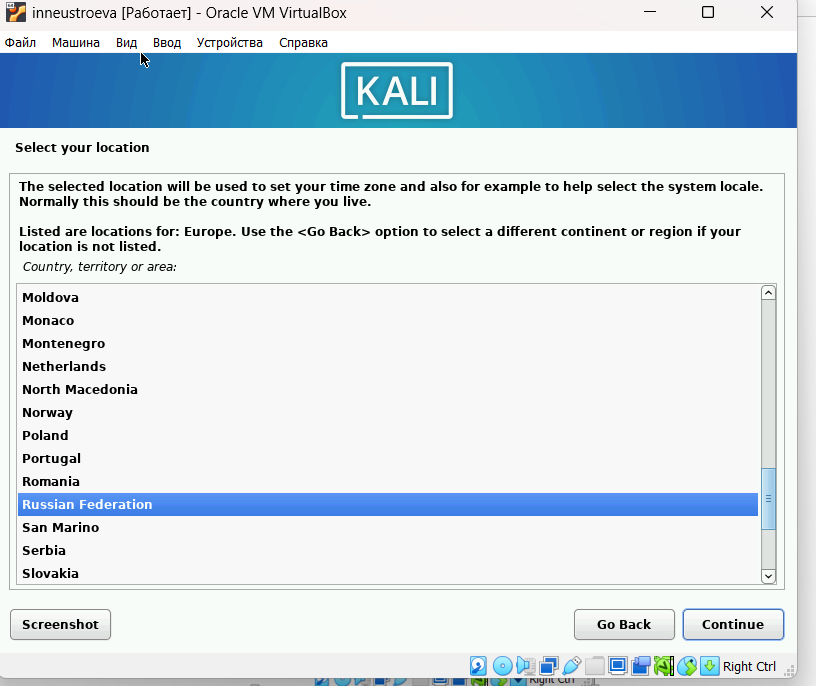 inneustroeva [Работает] - Oracle VM VirtualBox
Файл Машина Вид Ввод Устройства Справка
KALI
Select your location
The selected location will be used to set your time zone and also for example to help select the system locale.
Normally this should be the country where you live.
Listed are locations for: Europe. Use the <Go Back> option to select a different continent or region if your
location is not listed.
Country, territory or area:
Moldova
Monaco
Montenegro
Netherlands
North Macedonia
Norway
Poland
Portugal
Romania
Russian Federation
San Marino
Serbia
Slovakia
Screenshot Go Back Continue
Right Ctrl
Right Ctrl